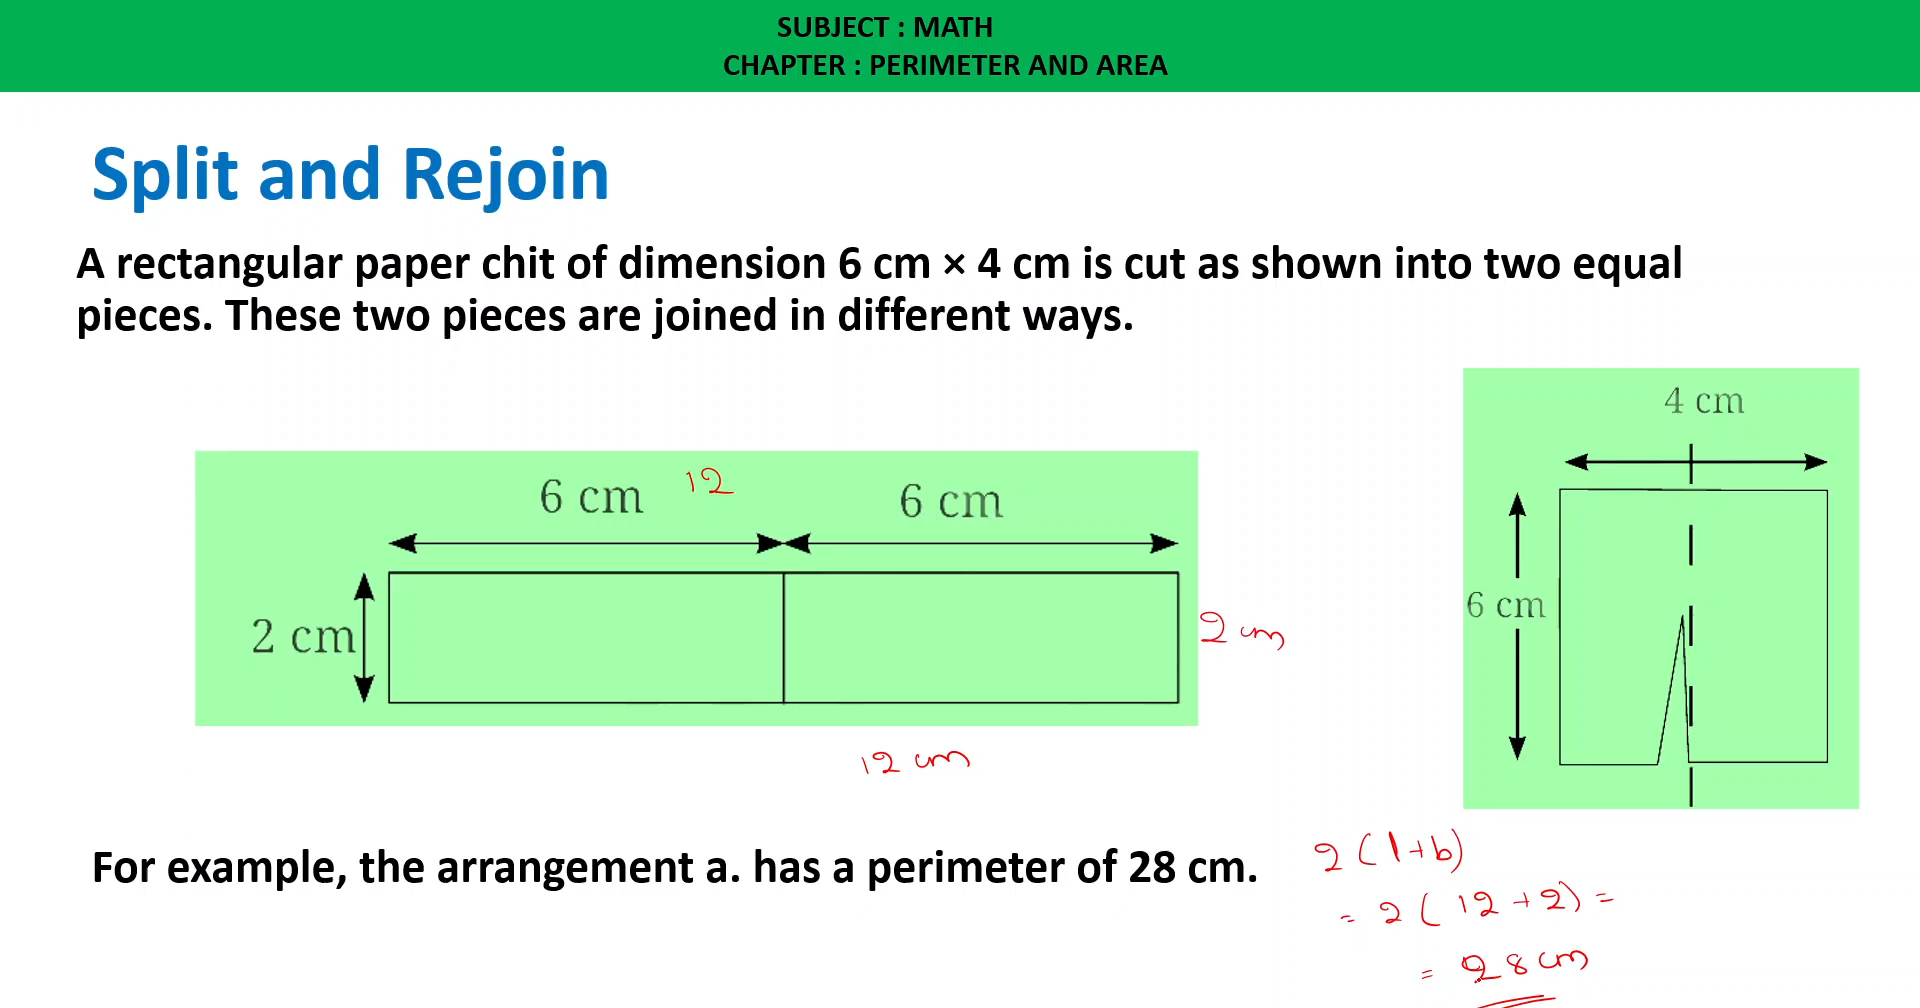 SUBJECT : MATH
CHAPTER : PERIMETER AND AREA
Split and Rejoin
A rectangular paper chit of dimension 6 cm × 4 cm is cut as shown into two equal
pieces. These two pieces are joined in different ways.
4 cm
6 cm 12 6 cm
6 cm
2 cm
2 cm
12 cm
For example, the arrangement a. has a perimeter of 28 cm.
2 (l+b)
= 2 ( 12 + 2) =
= 28 cm